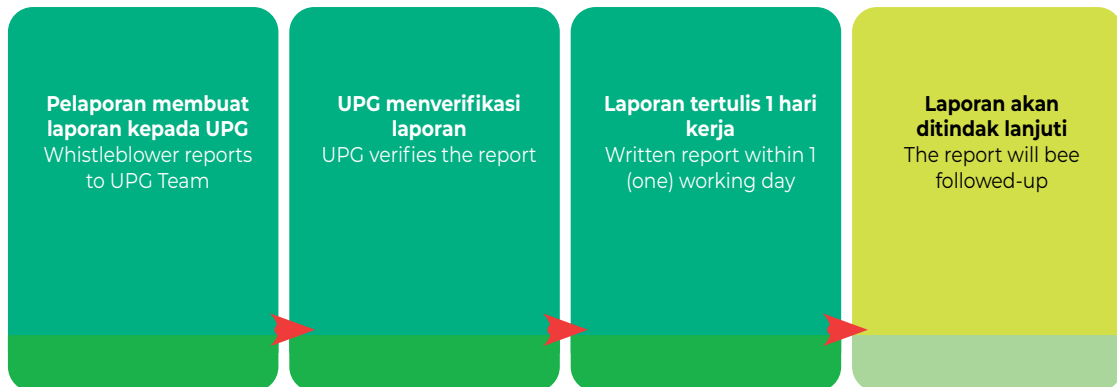 Pelaporan membuat
laporan kepada UPG
Whistleblower reports
to UPG Team
UPG menverifikasi
laporan
UPG verifies the report
Laporan tertulis 1 hari
kerja
Written report within 1
(one) working day
Laporan akan
ditindak lanjuti
The report will bee
followed-up